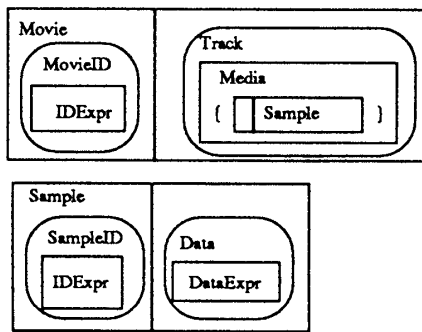 Movie
Track
MovieID
Media
IDExpr
{ Sample }
Sample
SampleID
Data
IDExpr
DataExpr